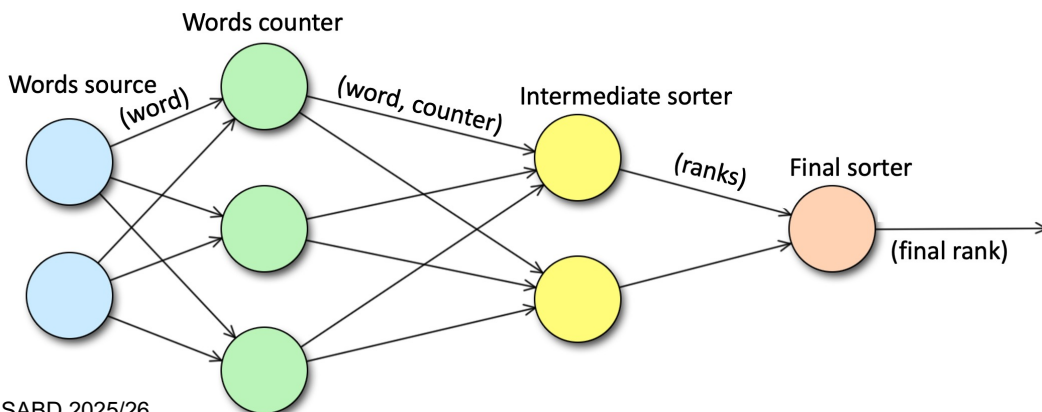 Words counter
Words source
(word)
(word, counter)
Intermediate sorter
(ranks)
Final sorter
(final rank)
SABD 2025/26